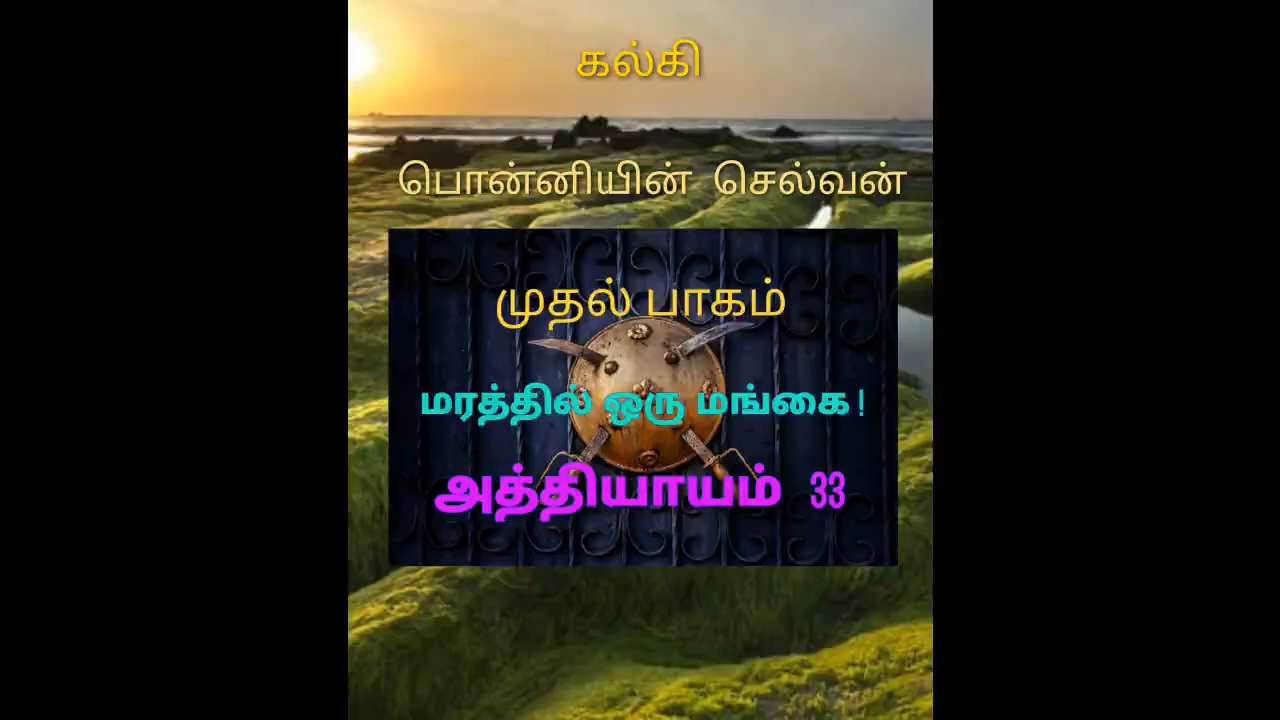 கல்கி
பொன்னியின் செல்வன்
முதல் பாகம்
மரத்தில் ஒரு மங்கை !
அத்தியாயம் 33